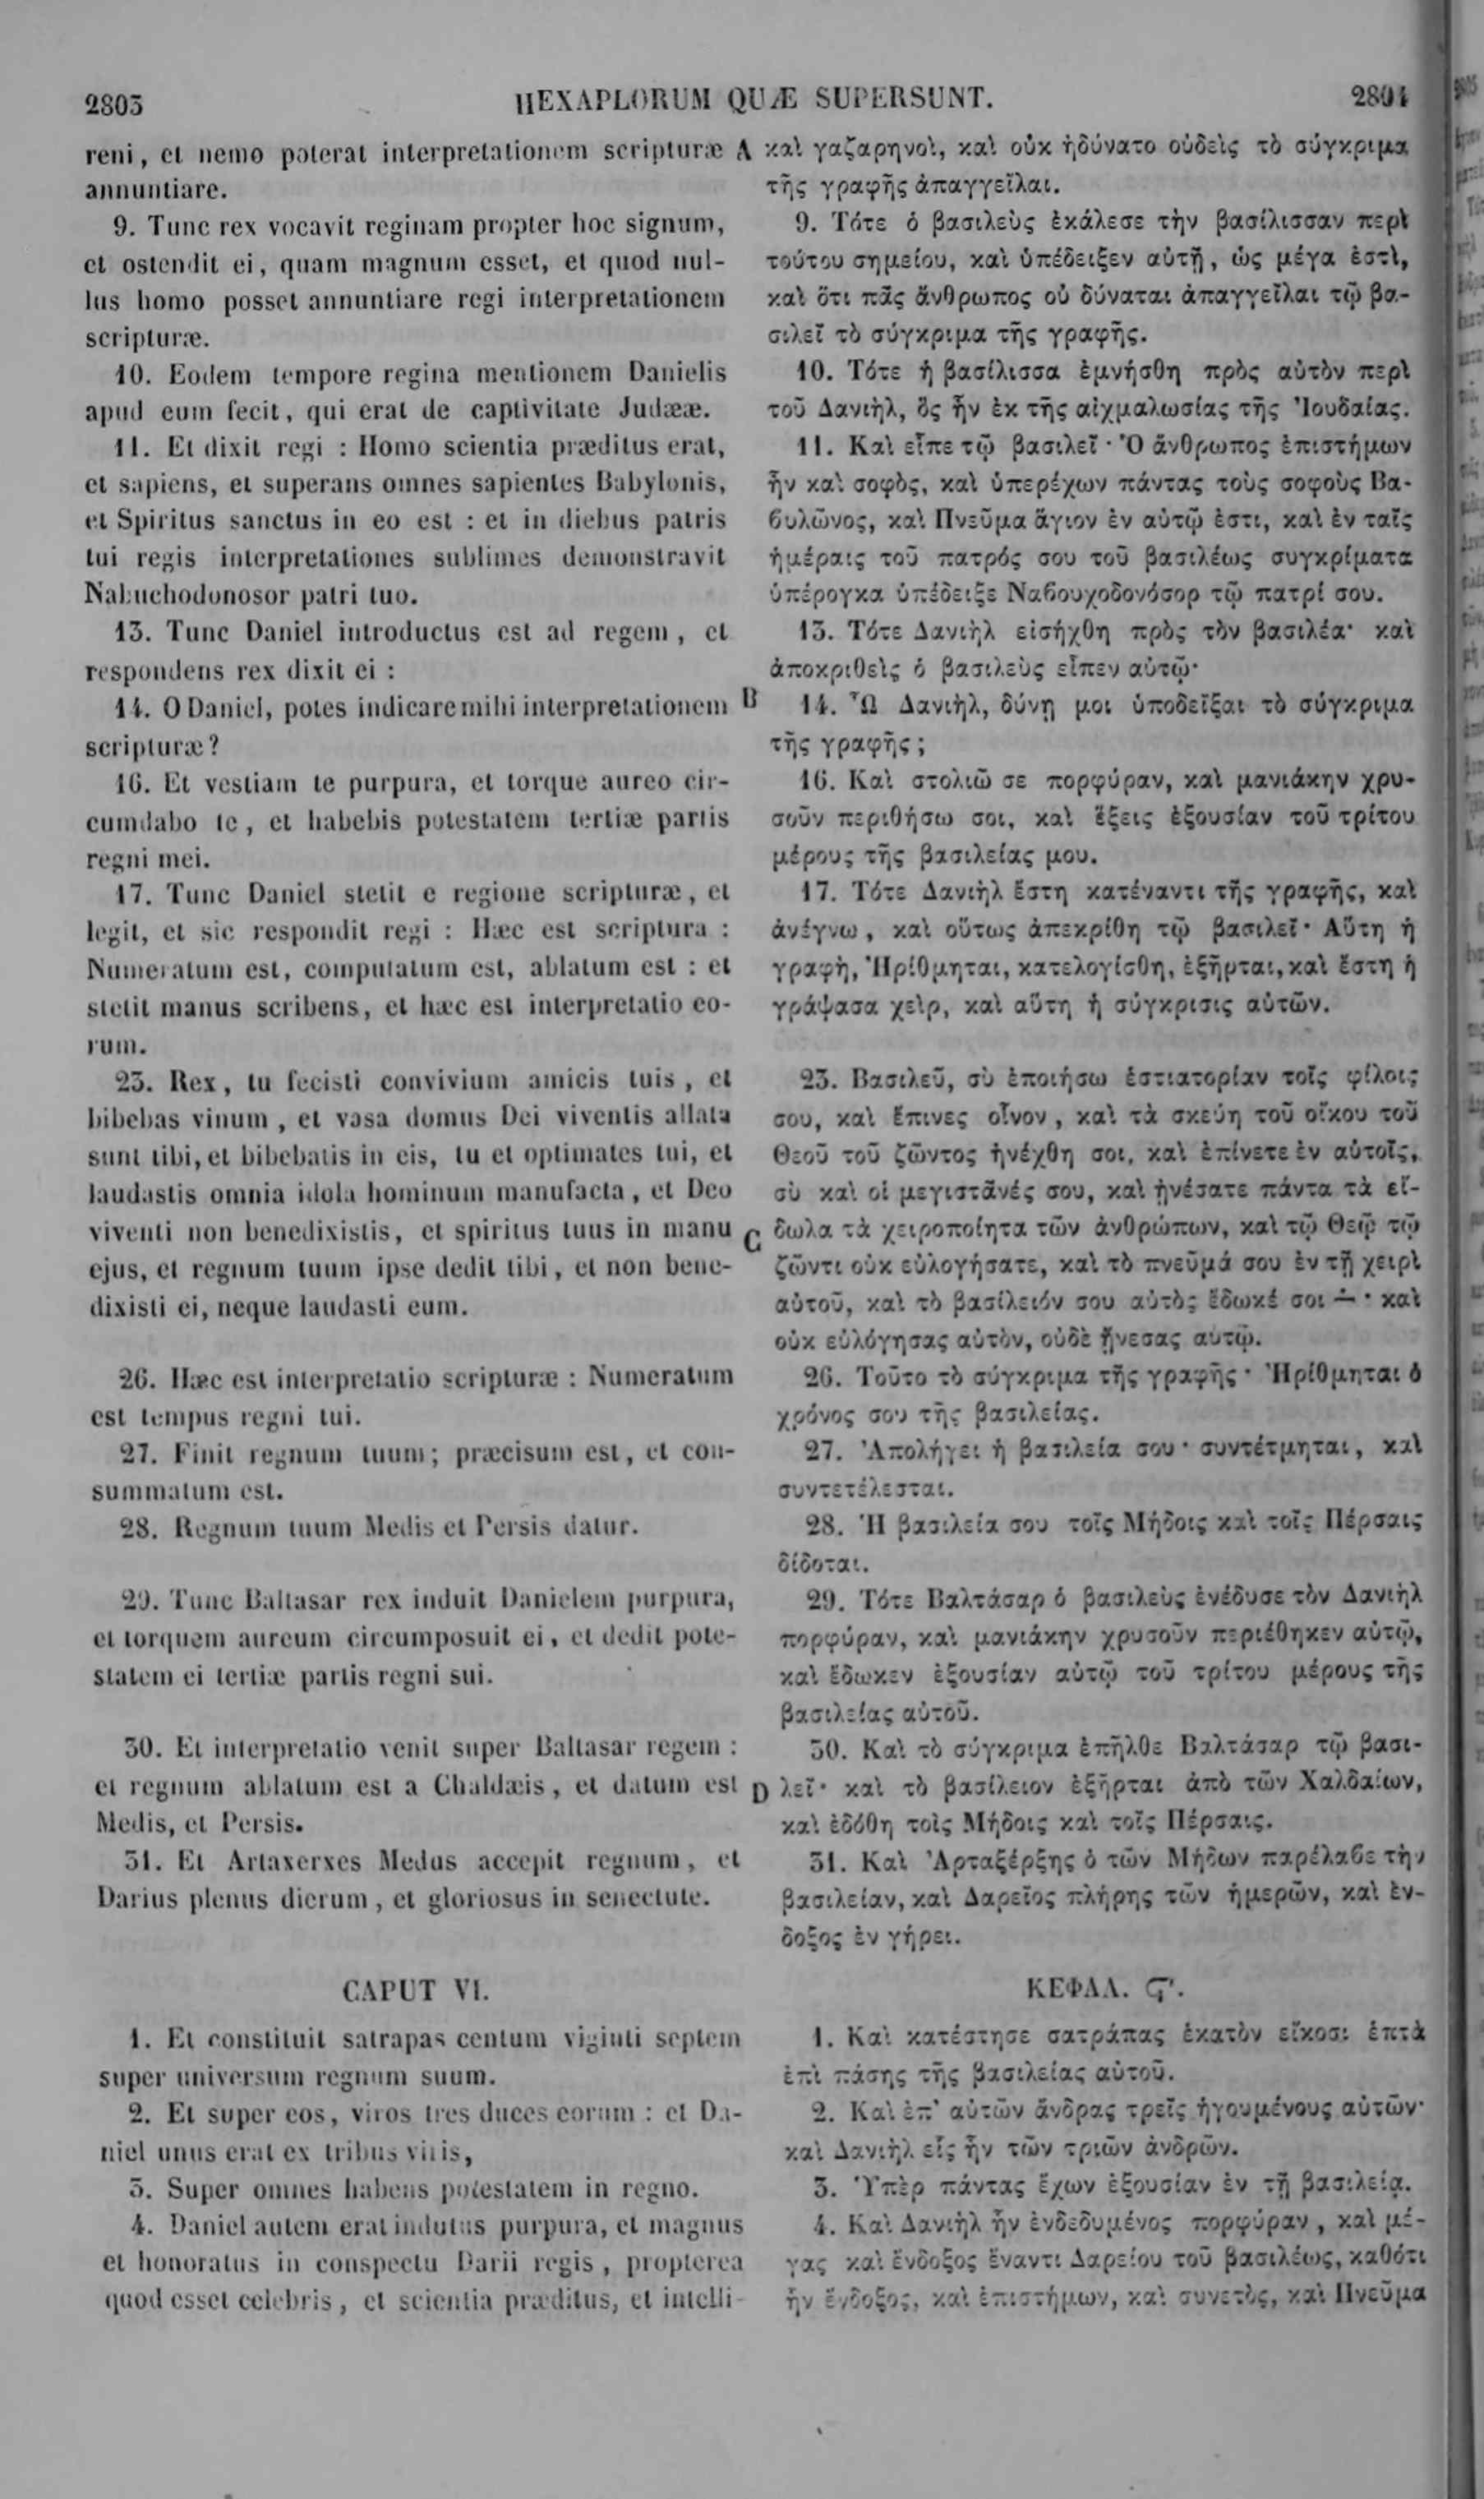 2803
HEXAPLORUM QUÆ SUPERSUNT.
2804
reni, et nemo poterat interpretationem scripturæ
annuntiare.
9. Tunc rex vocavit reginam propter hoc signum,
et ostendit ei, quam magnum esset, et quod nul-
lus homo posset annuntiare regi interpretationem
scripturæ.
10. Eodem tempore regina mentionem Danielis
apud eum fecit, qui erat de captivitate Judææ.
11. Et dixit regi : Homo scientia præditus erat,
et sapiens, et superans omnes sapientes Babylonis,
et Spiritus sanctus in eo est : et in diebus patris
tui regis interpretationes sublimes demonstravit
Nabuchodonosor patri tuo.
13. Tunc Daniel introductus est ad regem, et
respondens rex dixit ei :
14. O Daniel, potes indicare mihi interpretationem
scripturæ?
16. Et vestiam te purpura, et torque aureo cir-
cumdabo te, et habebis potestatem tertiæ partis
regni mei.
17. Tunc Daniel stetit e regione scripturæ, et
legit, et sic respondit regi : Hæc est scriptura :
Numeratum est, computatum est, ablatum est : et
stetit manus scribens, et hæc est interpretatio eo-
rum.
23. Rex, tu fecisti convivium amicis tuis, et
bibebas vinum, et vasa domus Dei viventis allata
sunt tibi, et bibebatis in eis, tu et optimates tui, et
laudastis omnia idola hominum manufacta, et Deo
viventi non benedixistis, et spiritus tuus in manu
ejus, et regnum tuum ipse dedit tibi, et non bene-
dixisti ei, neque laudasti eum.
26. Hæc est interpretatio scripturæ : Numeratum
est tempus regni tui.
27. Finit regnum tuum; præcisum est, et con-
summatum est.
28. Regnum tuum Medis et Persis datur.
29. Tunc Baltasar rex induit Danielem purpura,
et torquem aureum circumposuit ei, et dedit pote-
statem ei tertiæ partis regni sui.
30. Et interpretatio venit super Baltasar regem :
et regnum ablatum est a Chaldæis, et datum est
Medis, et Persis.
31. Et Artaxerxes Medus accepit regnum, et
Darius plenus dierum, et gloriosus in senectute.
CAPUT VI.
1. Et constituit satrapas centum viginti septem
super universum regnum suum.
2. Et super eos, viros tres duces eorum : et Da-
niel unus erat ex tribus viris,
3. Super omnes habens potestatem in regno.
4. Daniel autem erat indutus purpura, et magnus
et honoratus in conspectu Darii regis, propterea
quod esset celebris, et scientia præditus, et intelli-
A
B
C
D
καὶ γαζαρηνοὶ, καὶ οὐκ ἠδύνατο οὐδεὶς τὸ σύγκριμα
τῆς γραφῆς ἀπαγγεῖλαι.
9. Τότε ὁ βασιλεὺς ἐκάλεσε τὴν βασίλισσαν περὶ
τούτου σημείου, καὶ ὑπέδειξεν αὐτῇ, ὡς μέγα ἐστὶ,
καὶ ὅτι πᾶς ἄνθρωπος οὐ δύναται ἀπαγγεῖλαι τῷ βα-
σιλεῖ τὸ σύγκριμα τῆς γραφῆς.
10. Τότε ἡ βασίλισσα ἐμνήσθη πρὸς αὐτὸν περὶ
τοῦ Δανιὴλ, ὃς ἦν ἐκ τῆς αἰχμαλωσίας τῆς Ἰουδαίας.
11. Καὶ εἶπε τῷ βασιλεῖ· Ὁ ἄνθρωπος ἐπιστήμων
ἦν καὶ σοφὸς, καὶ ὑπερέχων πάντας τοὺς σοφοὺς Βα-
βυλῶνος, καὶ Πνεῦμα ἅγιον ἐν αὐτῷ ἐστι, καὶ ἐν ταῖς
ἡμέραις τοῦ πατρός σου τοῦ βασιλέως συγκρίματα
ὑπέρογκα ὑπέδειξε Ναβουχοδονόσορ τῷ πατρί σου.
13. Τότε Δανιὴλ εἰσήχθη πρὸς τὸν βασιλέα· καὶ
ἀποκριθεὶς ὁ βασιλεὺς εἶπεν αὐτῷ·
14. Ὦ Δανιὴλ, δύνῃ μοι ὑποδεῖξαι τὸ σύγκριμα
τῆς γραφῆς;
16. Καὶ στολιῶ σε πορφύραν, καὶ μανιάκην χρυ-
σοῦν περιθήσω σοι, καὶ ἕξεις ἐξουσίαν τοῦ τρίτου
μέρους τῆς βασιλείας μου.
17. Τότε Δανιὴλ ἔστη κατέναντι τῆς γραφῆς, καὶ
ἀνέγνω, καὶ οὕτως ἀπεκρίθη τῷ βασιλεῖ· Αὕτη ἡ
γραφὴ, Ἠρίθμηται, κατελογίσθη, ἐξῆρται, καὶ ἔστη ἡ
γράψασα χεὶρ, καὶ αὕτη ἡ σύγκρισις αὐτῶν.
23. Βασιλεῦ, σὺ ἐποιήσω ἑστιατορίαν τοῖς φίλοις
σου, καὶ ἔπινες οἶνον, καὶ τὰ σκεύη τοῦ οἴκου τοῦ
Θεοῦ τοῦ ζῶντος ἠνέχθη σοι, καὶ ἐπίνετε ἐν αὐτοῖς,
σὺ καὶ οἱ μεγιστᾶνές σου, καὶ ᾐνέσατε πάντα τὰ εἴ-
δωλα τὰ χειροποίητα τῶν ἀνθρώπων, καὶ τῷ Θεῷ τῷ
ζῶντι οὐκ εὐλογήσατε, καὶ τὸ πνεῦμά σου ἐν τῇ χειρὶ
αὐτοῦ, καὶ τὸ βασίλειόν σου αὐτὸς ἔδωκέ σοι ∸ · καὶ
οὐκ εὐλόγησας αὐτὸν, οὐδὲ ᾔνεσας αὐτῷ.
26. Τοῦτο τὸ σύγκριμα τῆς γραφῆς· Ἠρίθμηται ὁ
χρόνος σου τῆς βασιλείας.
27. Ἀπολήγει ἡ βασιλεία σου· συντέτμηται, καὶ
συντετέλεσται.
28. Ἡ βασιλεία σου τοῖς Μήδοις καὶ τοῖς Πέρσαις
δίδοται.
29. Τότε Βαλτάσαρ ὁ βασιλεὺς ἐνέδυσε τὸν Δανιὴλ
πορφύραν, καὶ μανιάκην χρυσοῦν περιέθηκεν αὐτῷ,
καὶ ἔδωκεν ἐξουσίαν αὐτῷ τοῦ τρίτου μέρους τῆς
βασιλείας αὐτοῦ.
30. Καὶ τὸ σύγκριμα ἐπῆλθε Βαλτάσαρ τῷ βασι-
λεῖ· καὶ τὸ βασίλειον ἐξῆρται ἀπὸ τῶν Χαλδαίων,
καὶ ἐδόθη τοῖς Μήδοις καὶ τοῖς Πέρσαις.
31. Καὶ Ἀρταξέρξης ὁ τῶν Μήδων παρέλαβε τὴν
βασιλείαν, καὶ Δαρεῖος πλήρης τῶν ἡμερῶν, καὶ ἔν-
δοξος ἐν γήρει.
ΚΕΦΑΛ. Ϛʹ.
1. Καὶ κατέστησε σατράπας ἑκατὸν εἴκοσι ἑπτὰ
ἐπὶ πάσης τῆς βασιλείας αὐτοῦ.
2. Καὶ ἐπ' αὐτῶν ἄνδρας τρεῖς ἡγουμένους αὐτῶν·
καὶ Δανιὴλ εἷς ἦν τῶν τριῶν ἀνδρῶν.
3. Ὑπὲρ πάντας ἔχων ἐξουσίαν ἐν τῇ βασιλείᾳ.
4. Καὶ Δανιὴλ ἦν ἐνδεδυμένος πορφύραν, καὶ μέ-
γας καὶ ἔνδοξος ἔναντι Δαρείου τοῦ βασιλέως, καθότι
ἦν ἔνδοξος, καὶ ἐπιστήμων, καὶ συνετὸς, καὶ Πνεῦμα